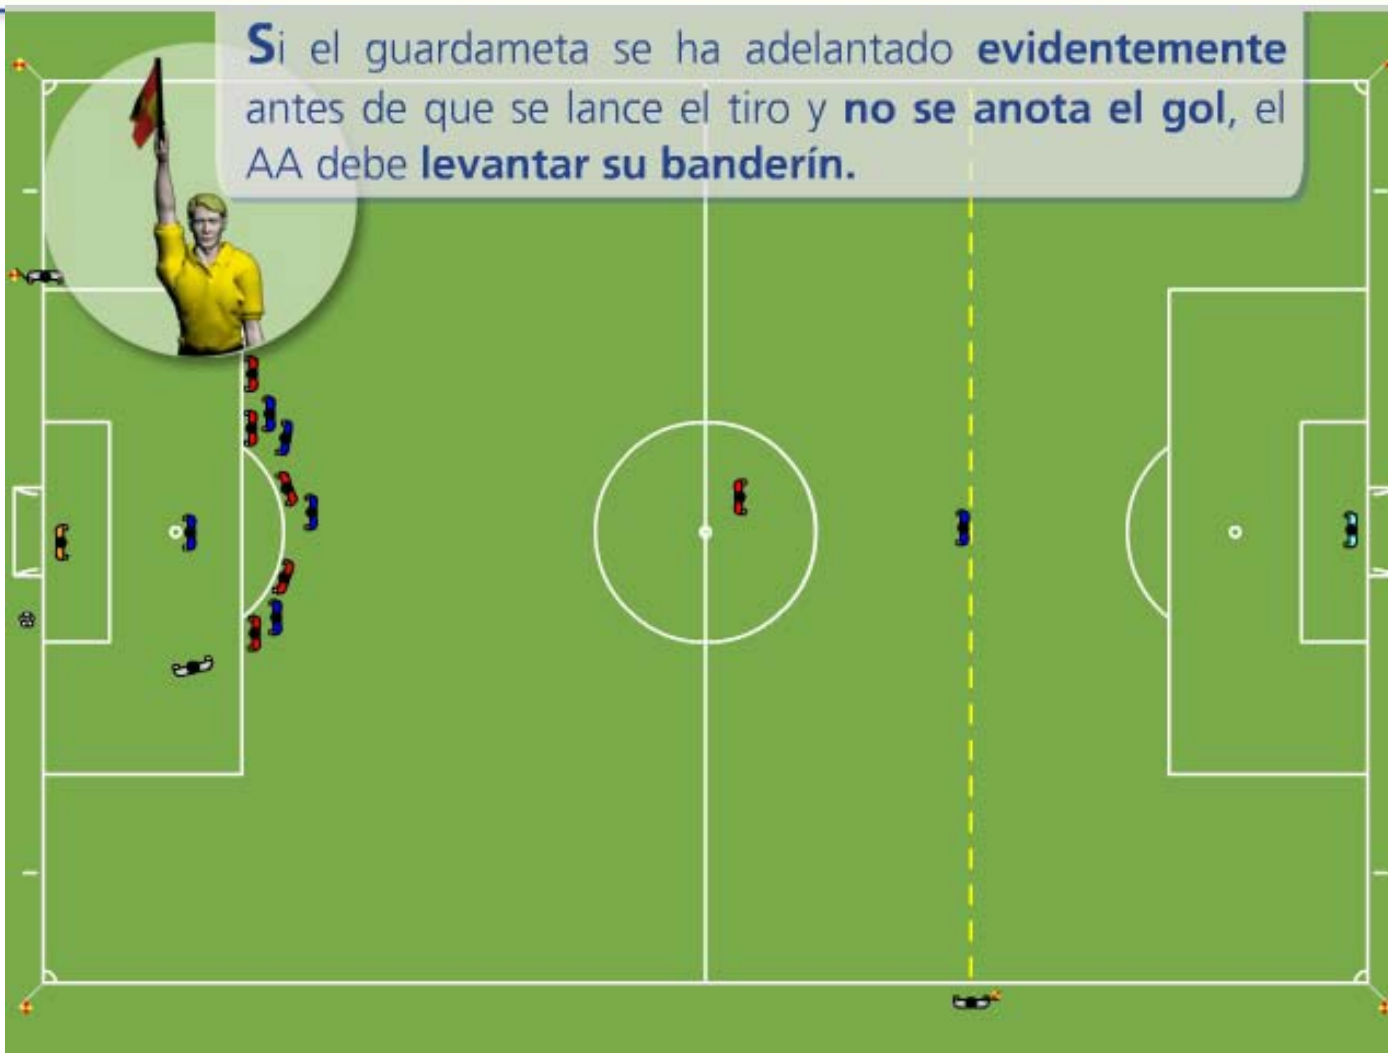 Si el guardameta se ha adelantado evidentemente
antes de que se lance el tiro y no se anota el gol, el
AA debe levantar su banderín.